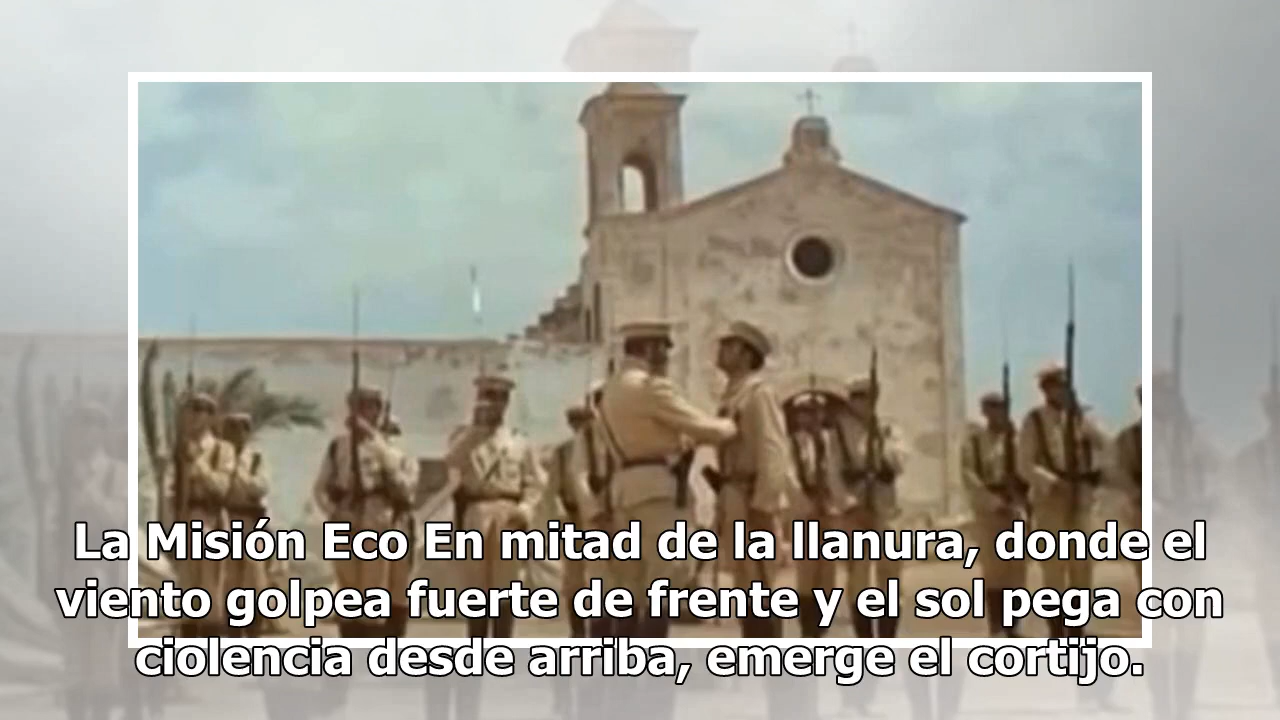 La Misión Eco En mitad de la llanura, donde el
viento golpea fuerte de frente y el sol pega con
ciolencia desde arriba, emerge el cortijo.